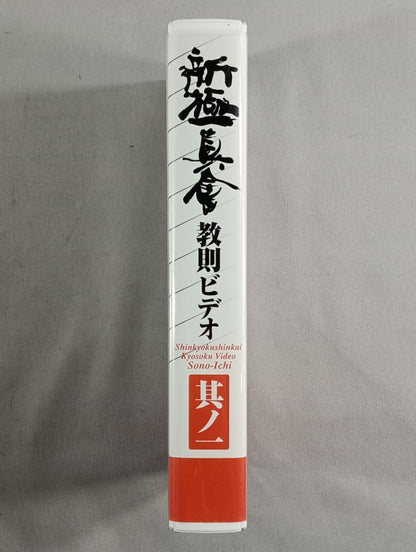 新極真會
教則ビデオ
Shinkyokushinkai
Kyosoku Video
Sono-Ichi
其ノ一